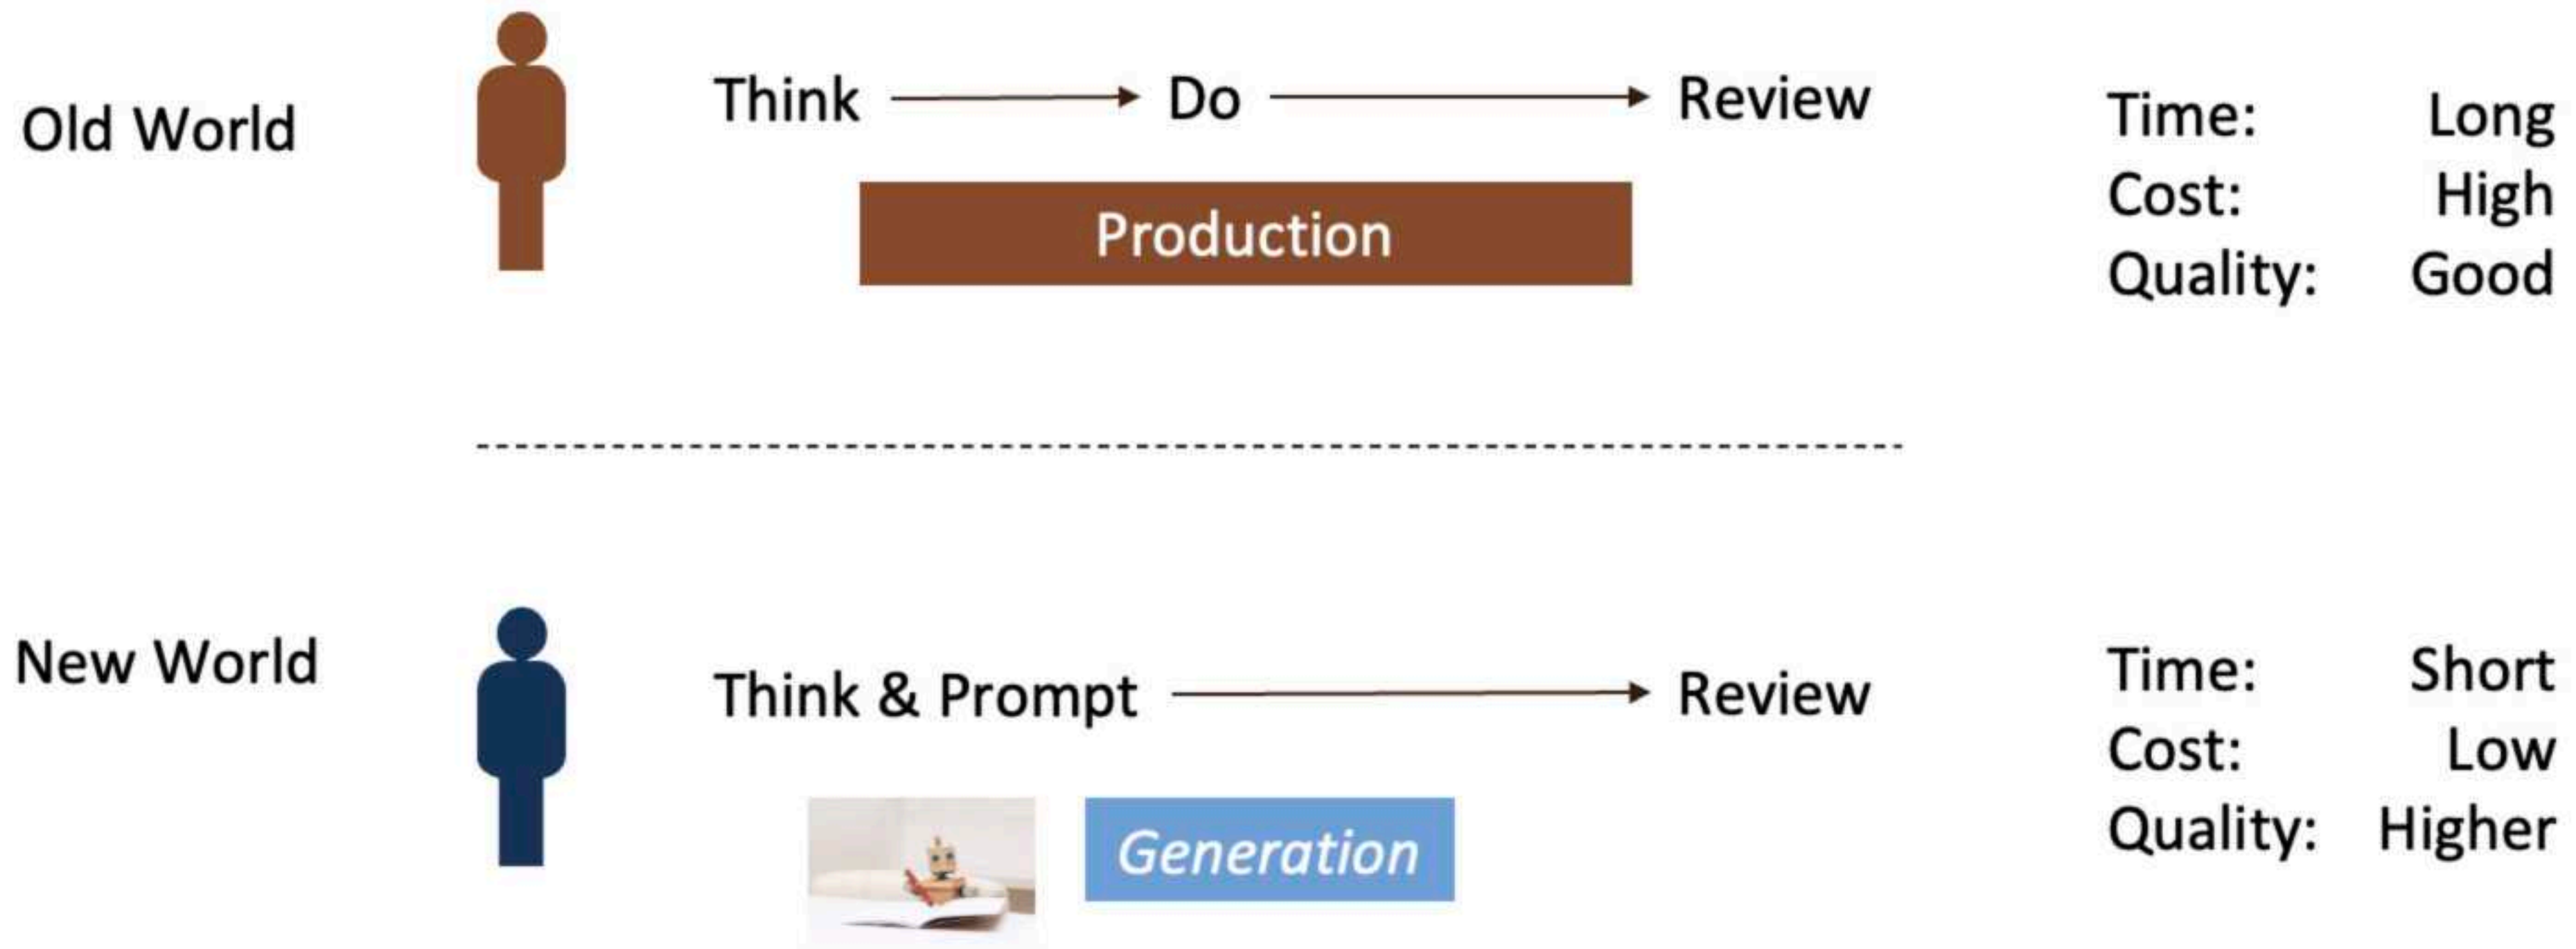 Old World
Think
Do
Review
Production
Time: Long
Cost: High
Quality: Good
New World
Think & Prompt
Review
Generation
Time: Short
Cost: Low
Quality: Higher